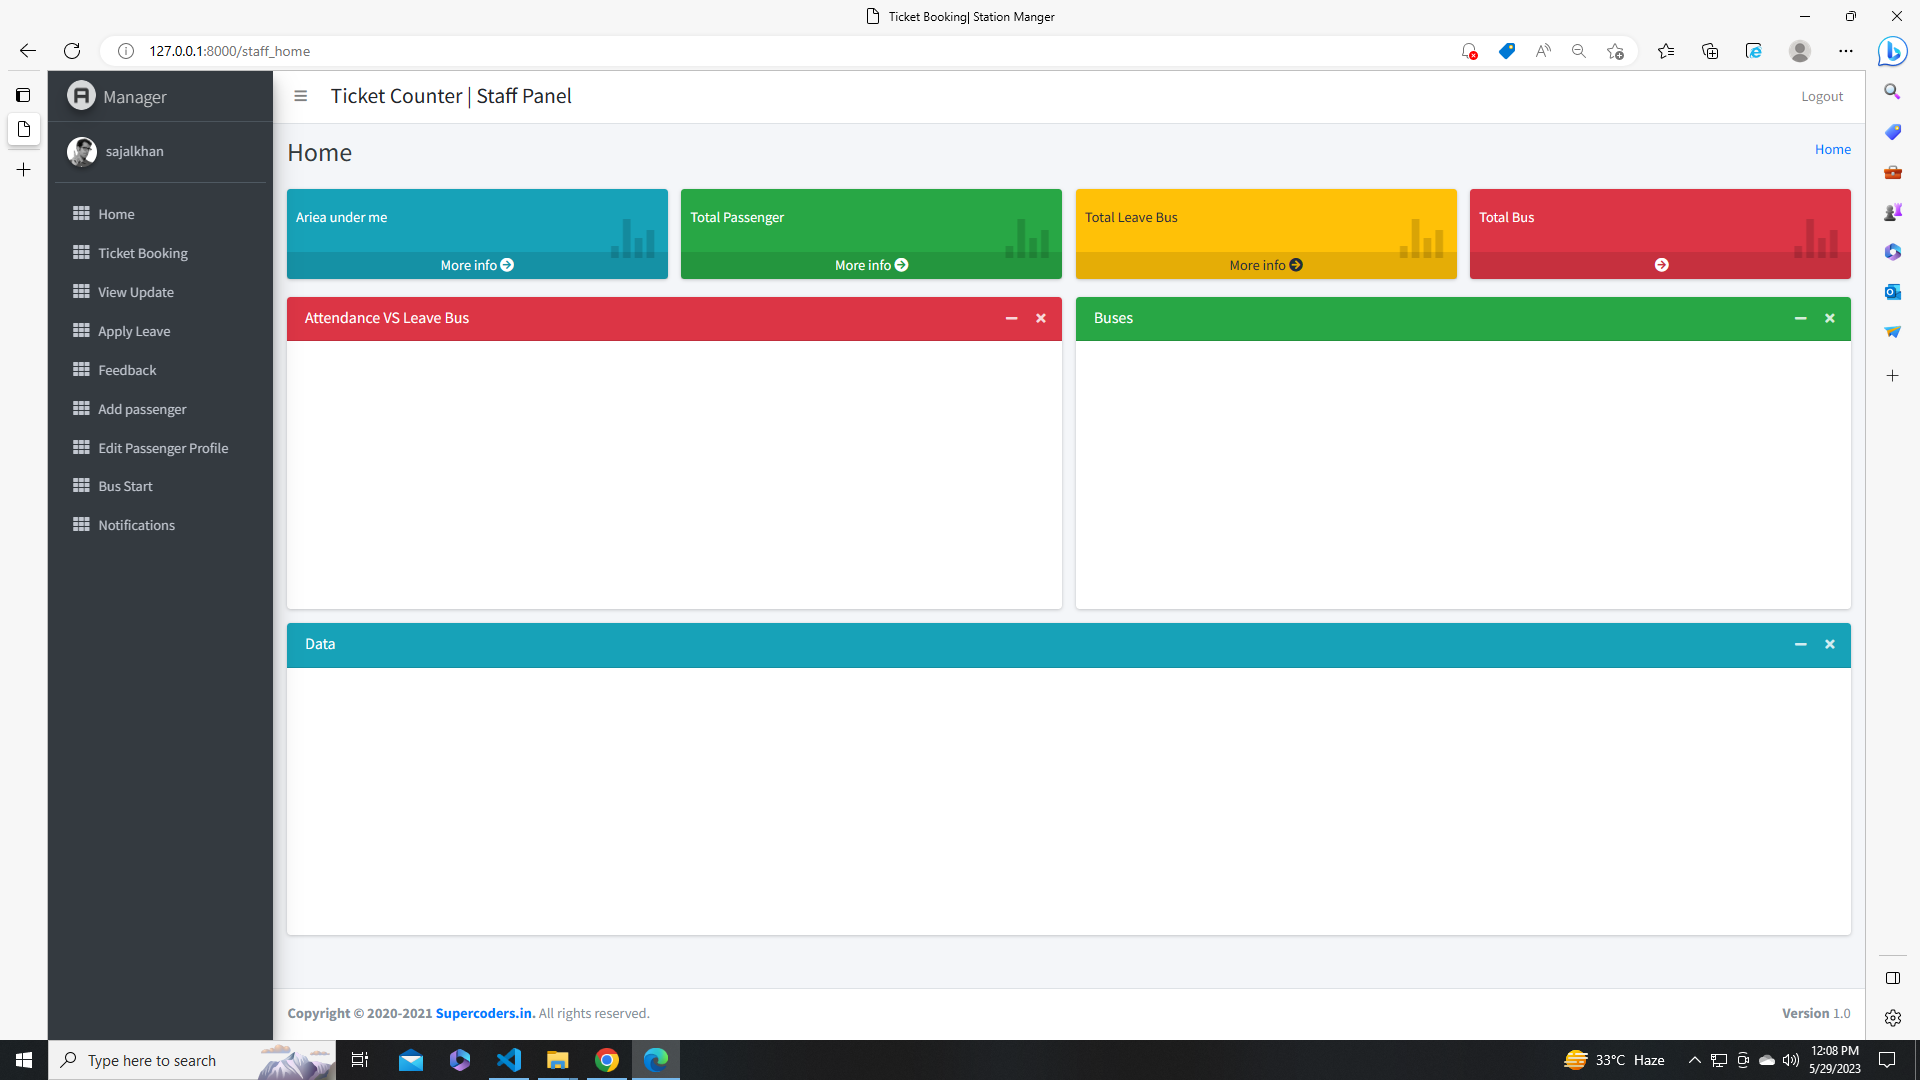 Ticket Booking| Station Manger
127.0.0.1:8000/staff_home
Manager
Ticket Counter | Staff Panel
Logout
sajalkhan
Home
Home
Home
Ticket Booking
View Update
Apply Leave
Feedback
Add passenger
Edit Passenger Profile
Bus Start
Notifications
Ariea under me
More info
Total Passenger
More info
Total Leave Bus
More info
Total Bus
Attendance VS Leave Bus
Buses
Data
Copyright © 2020-2021 Supercoders.in. All rights reserved.
Version 1.0
Type here to search
33°C Haze
12:08 PM
5/29/2023